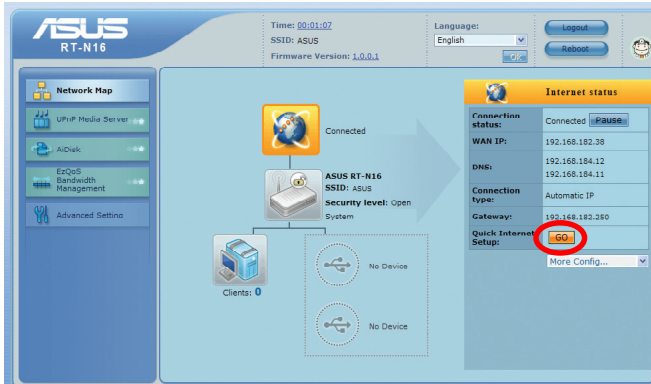 ASUS
RT-N16
Time: 00:01:07
SSID: ASUS
Firmware Version: 1.0.0.1
Language:
English
OK
Logout
Reboot
Network Map
UPnP Media Server
AiDisk
EzQoS
Bandwidth
Management
Advanced Setting
Connected
ASUS RT-N16
SSID: ASUS
Security level: Open
System
Clients: 0
No Device
No Device
Internet status
Connection
status:
Connected Pause
WAN IP: 192.168.182.38
DNS: 192.168.184.12
192.168.184.11
Connection
type:
Automatic IP
Gateway: 192.168.182.250
Quick Internet
Setup:
GO
More Config...